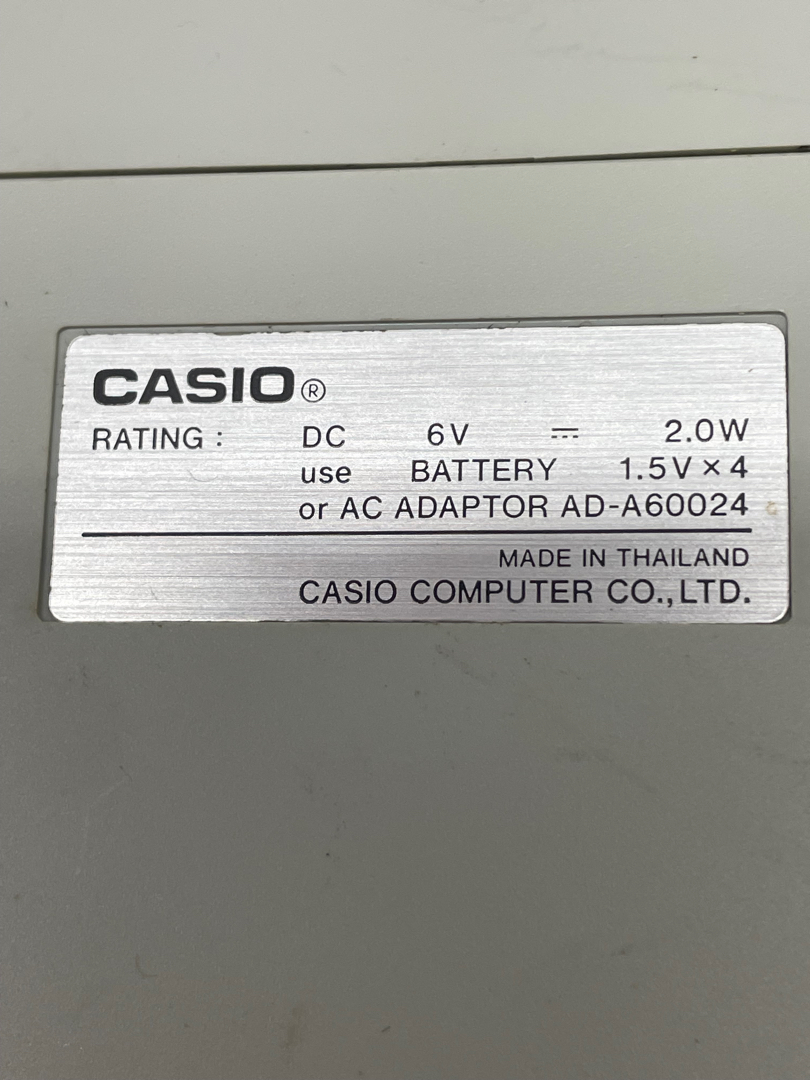 CASIO®
RATING : DC 6V ⎓ 2.0W
use BATTERY 1.5V×4
or AC ADAPTOR AD-A60024
MADE IN THAILAND
CASIO COMPUTER CO.,LTD.